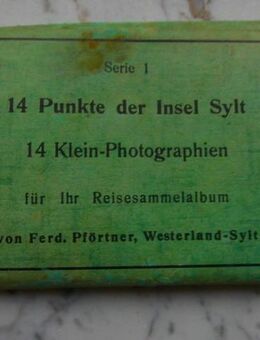 Serie 1
14 Punkte der Insel Sylt
14 Klein-Photographien
für Ihr Reisesammelalbum
von Ferd. Pförtner, Westerland-Sylt